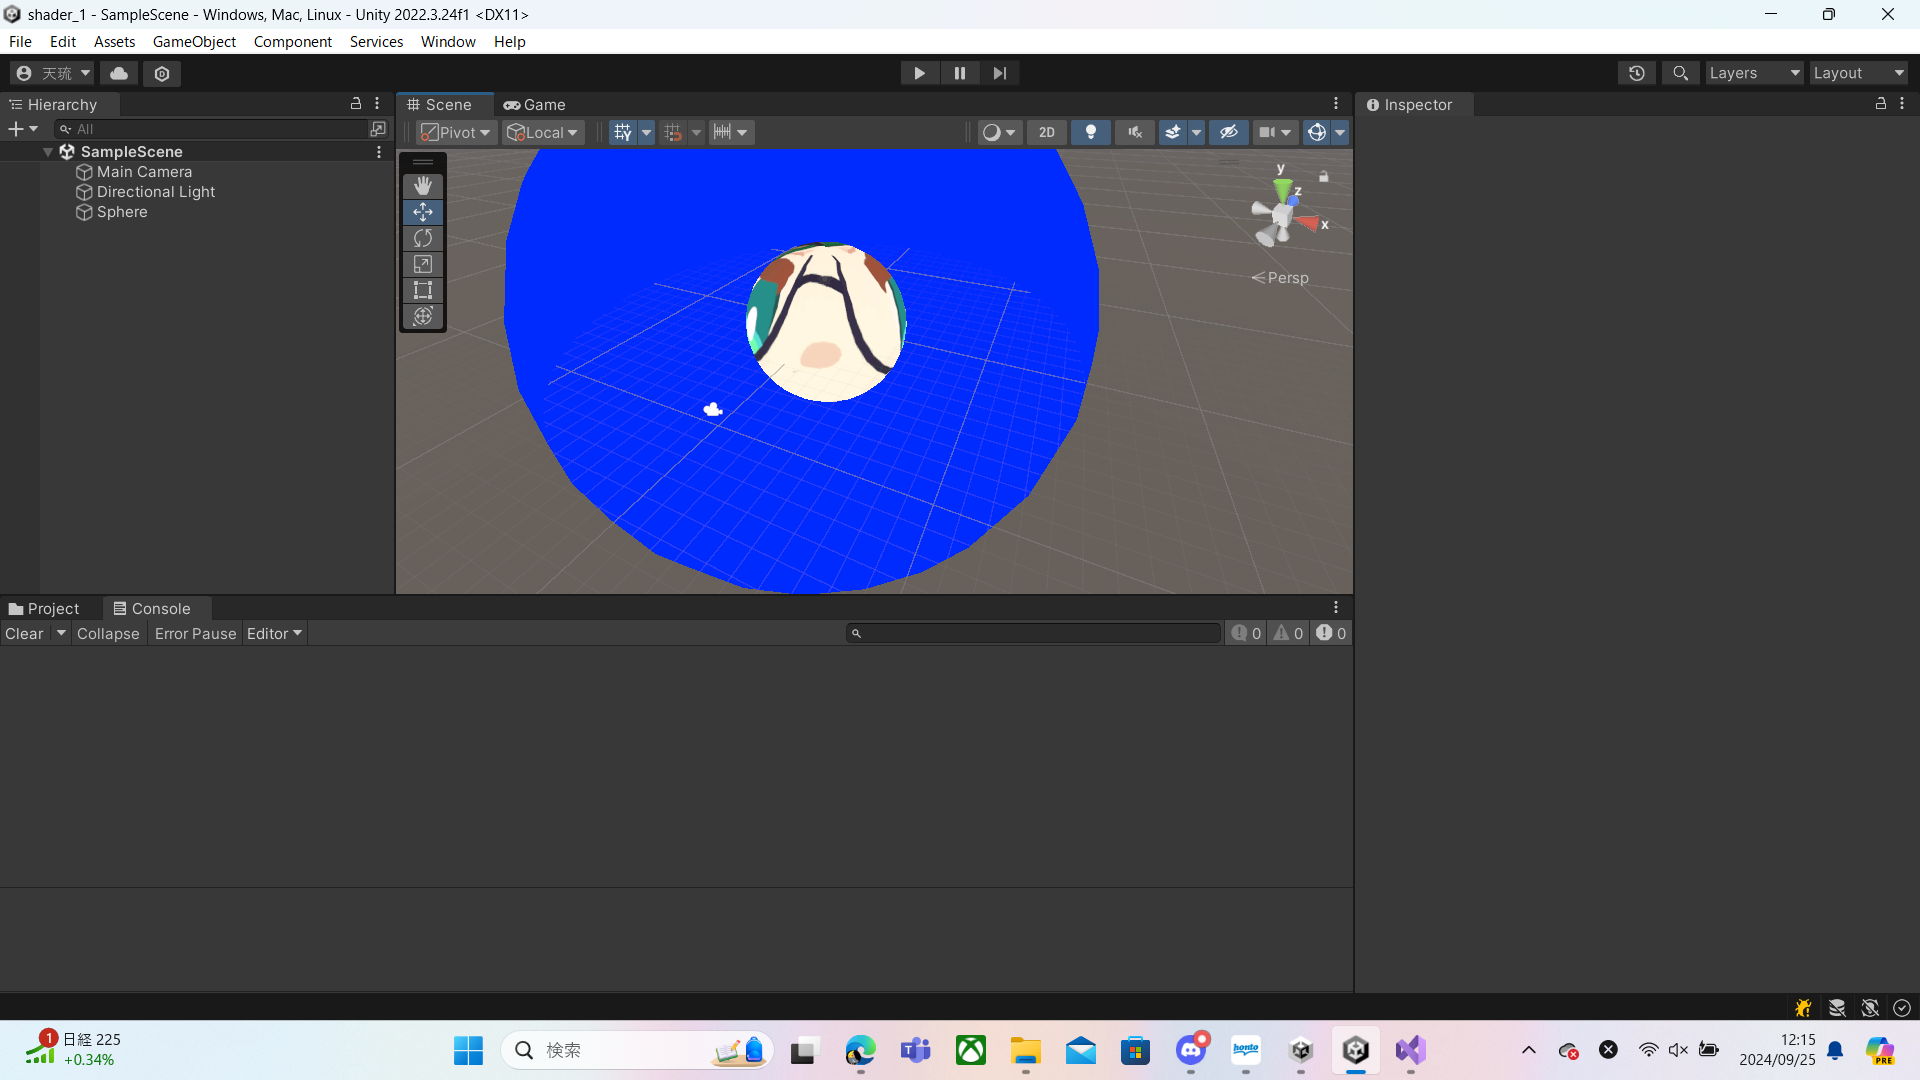 shader_1 - SampleScene - Windows, Mac, Linux - Unity 2022.3.24f1 <DX11>
File Edit Assets GameObject Component Services Window Help
天琉 Layers Layout
Hierarchy Scene Game Inspector
All Pivot Local 2D
SampleScene
Main Camera
Directional Light
Sphere
y
z
x
Persp
Project Console
Clear Collapse Error Pause Editor 0 0 0
1 日経 225
+0.34%
検索
honto
12:15
2024/09/25
PRE